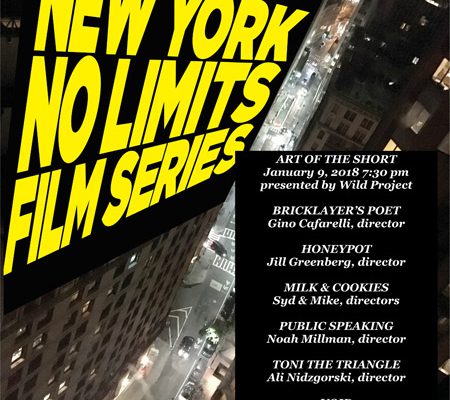 NEW YORK
NO LIMITS
FILM SERIES
ART OF THE SHORT
January 9, 2018 7:30 pm
presented by Wild Project
BRICKLAYER'S POET
Gino Cafarelli, director
HONEYPOT
Jill Greenberg, director
MILK & COOKIES
Syd & Mike, directors
PUBLIC SPEAKING
Noah Millman, director
TONI THE TRIANGLE
Ali Nidzgorski, director